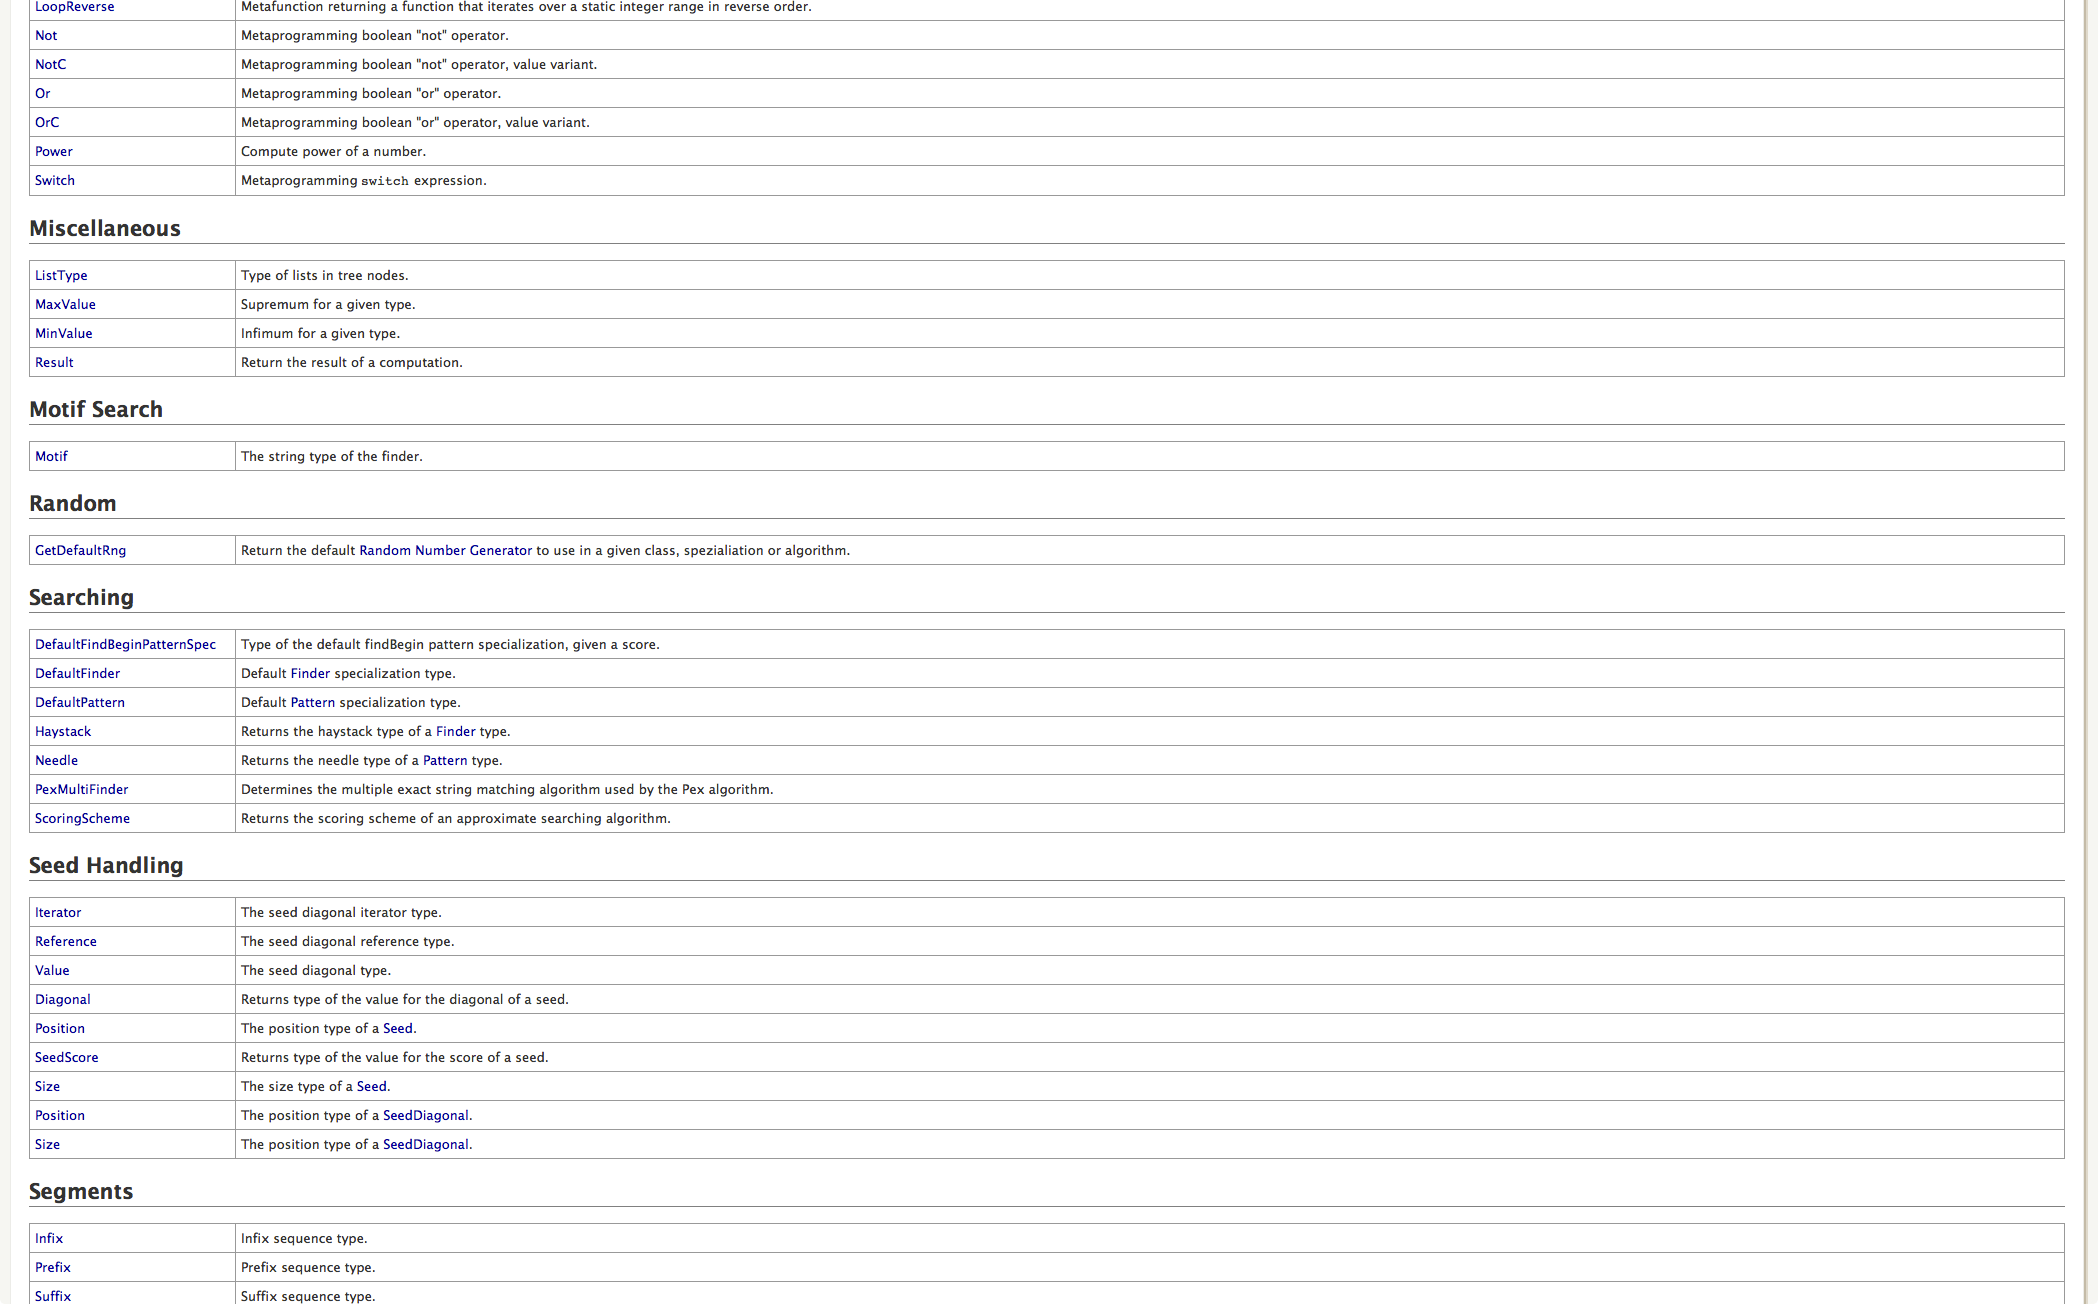 LoopReverse Metafunction returning a function that iterates over a static integer range in reverse order.
Not Metaprogramming boolean "not" operator.
NotC Metaprogramming boolean "not" operator, value variant.
Or Metaprogramming boolean "or" operator.
OrC Metaprogramming boolean "or" operator, value variant.
Power Compute power of a number.
Switch Metaprogramming switch expression.
Miscellaneous
ListType Type of lists in tree nodes.
MaxValue Supremum for a given type.
MinValue Infimum for a given type.
Result Return the result of a computation.
Motif Search
Motif The string type of the finder.
Random
GetDefaultRng Return the default Random Number Generator to use in a given class, spezialiation or algorithm.
Searching
DefaultFindBeginPatternSpec Type of the default findBegin pattern specialization, given a score.
DefaultFinder Default Finder specialization type.
DefaultPattern Default Pattern specialization type.
Haystack Returns the haystack type of a Finder type.
Needle Returns the needle type of a Pattern type.
PexMultiFinder Determines the multiple exact string matching algorithm used by the Pex algorithm.
ScoringScheme Returns the scoring scheme of an approximate searching algorithm.
Seed Handling
Iterator The seed diagonal iterator type.
Reference The seed diagonal reference type.
Value The seed diagonal type.
Diagonal Returns type of the value for the diagonal of a seed.
Position The position type of a Seed.
SeedScore Returns type of the value for the score of a seed.
Size The size type of a Seed.
Position The position type of a SeedDiagonal.
Size The position type of a SeedDiagonal.
Segments
Infix Infix sequence type.
Prefix Prefix sequence type.
Suffix Suffix sequence type.